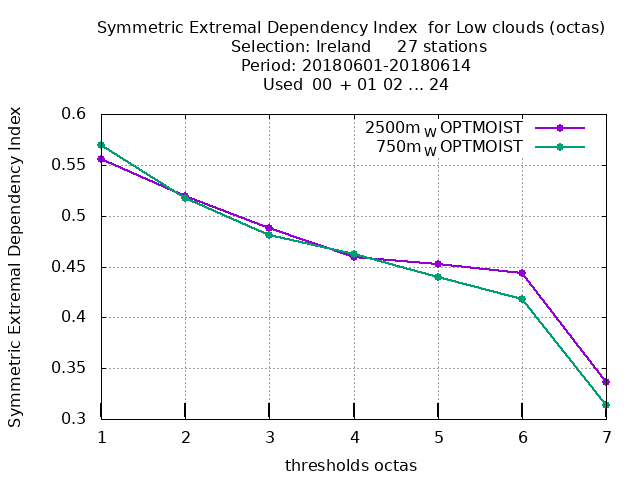 Symmetric Extremal Dependency Index  for Low clouds (octas)
Selection: Ireland     27 stations
Period: 20180601-20180614
Used  00 + 01 02 ... 24
2500m W OPTMOIST
750m W OPTMOIST
Symmetric Extremal Dependency Index
0.6
0.55
0.5
0.45
0.4
0.35
0.3
1 2 3 4 5 6 7
thresholds octas